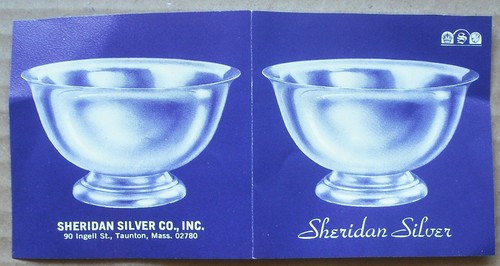 SHERIDAN SILVER CO., INC.
90 Ingell St., Taunton, Mass. 02780
Sheridan Silver